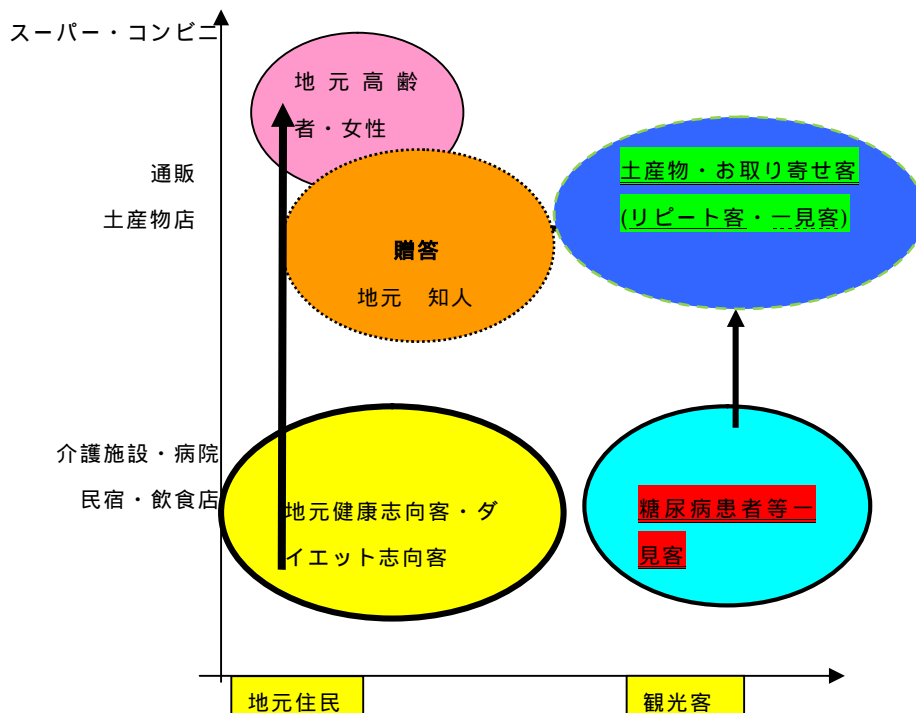 スーパー・コンビニ
地元高齢
者・女性
通販
土産物店
土産物・お取り寄せ客
(リピート客・一見客)
贈答
地元　知人
介護施設・病院
民宿・飲食店
地元健康志向客・ダ
イエット志向客
糖尿病患者等一
見客
地元住民
観光客